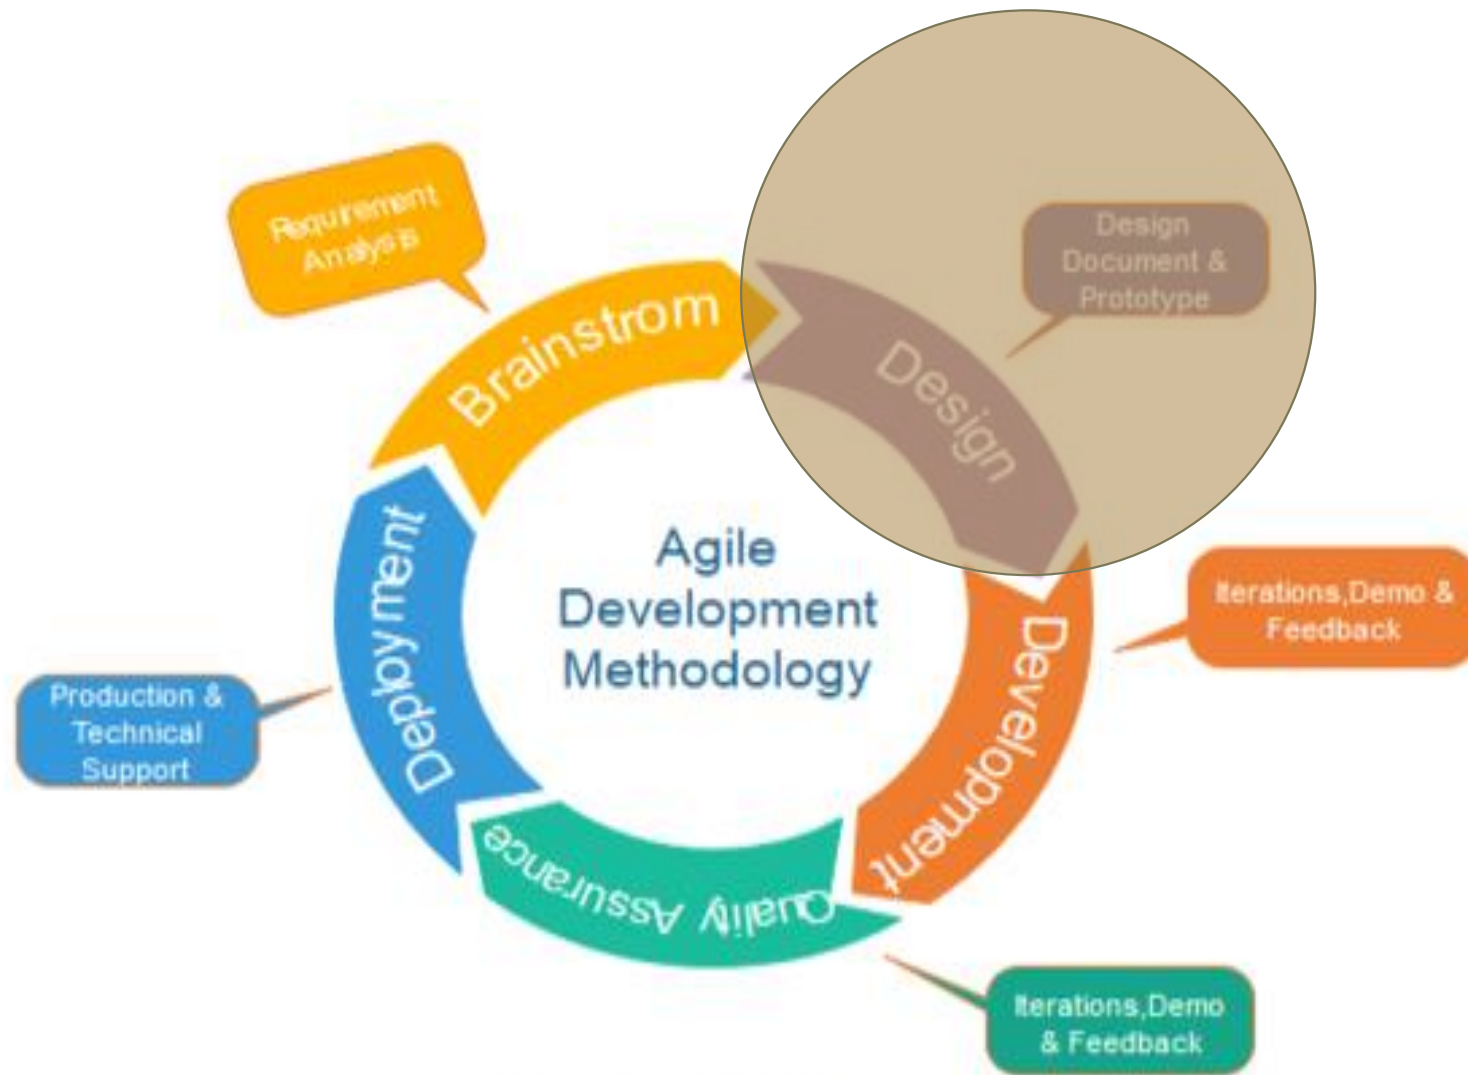 Requirement
Analysis
Brainstrom
Design
Document &
Prototype
Design
Agile
Development
Methodology
Iterations,Demo &
Feedback
Development
Deployment
Production &
Technical
Support
Quality Assurance
Iterations,Demo
& Feedback